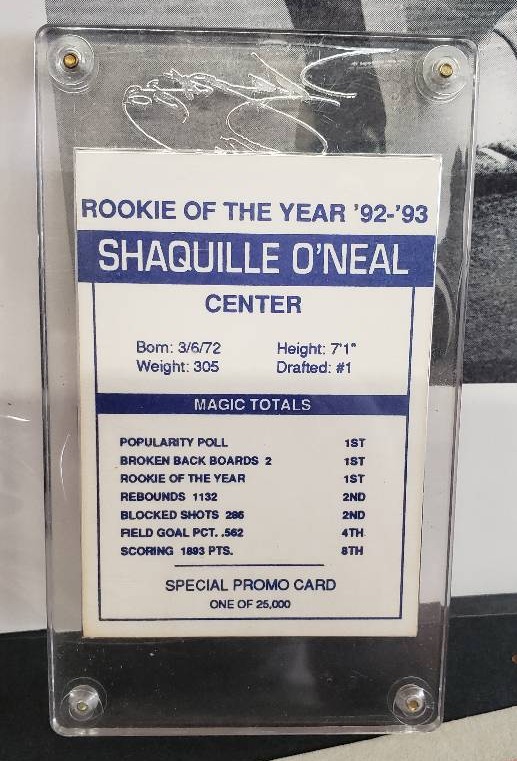 ROOKIE OF THE YEAR '92-'93
SHAQUILLE O'NEAL
CENTER
Born: 3/6/72 Height: 7'1"
Weight: 305 Drafted: #1
MAGIC TOTALS
POPULARITY POLL 1ST
BROKEN BACK BOARDS 2 1ST
ROOKIE OF THE YEAR 1ST
REBOUNDS 1132 2ND
BLOCKED SHOTS 286 2ND
FIELD GOAL PCT. .562 4TH
SCORING 1893 PTS. 8TH
SPECIAL PROMO CARD
ONE OF 25,000